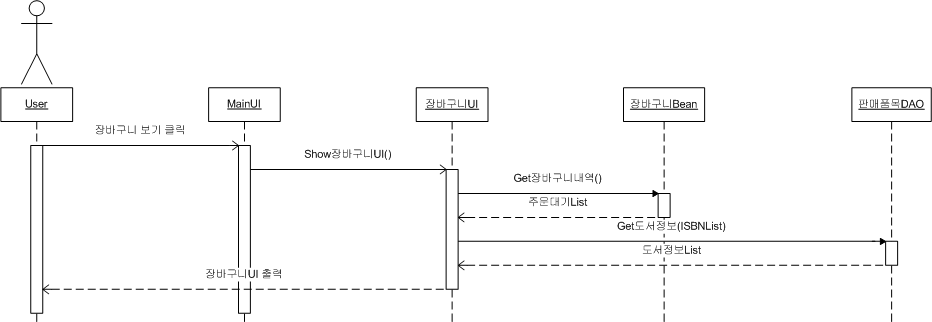 User
MainUI
장바구니UI
장바구니Bean
판매품목DAO
장바구니 보기 클릭
Show장바구니UI()
Get장바구니내역()
주문대기List
Get도서정보(ISBNList)
도서정보List
장바구니UI 출력